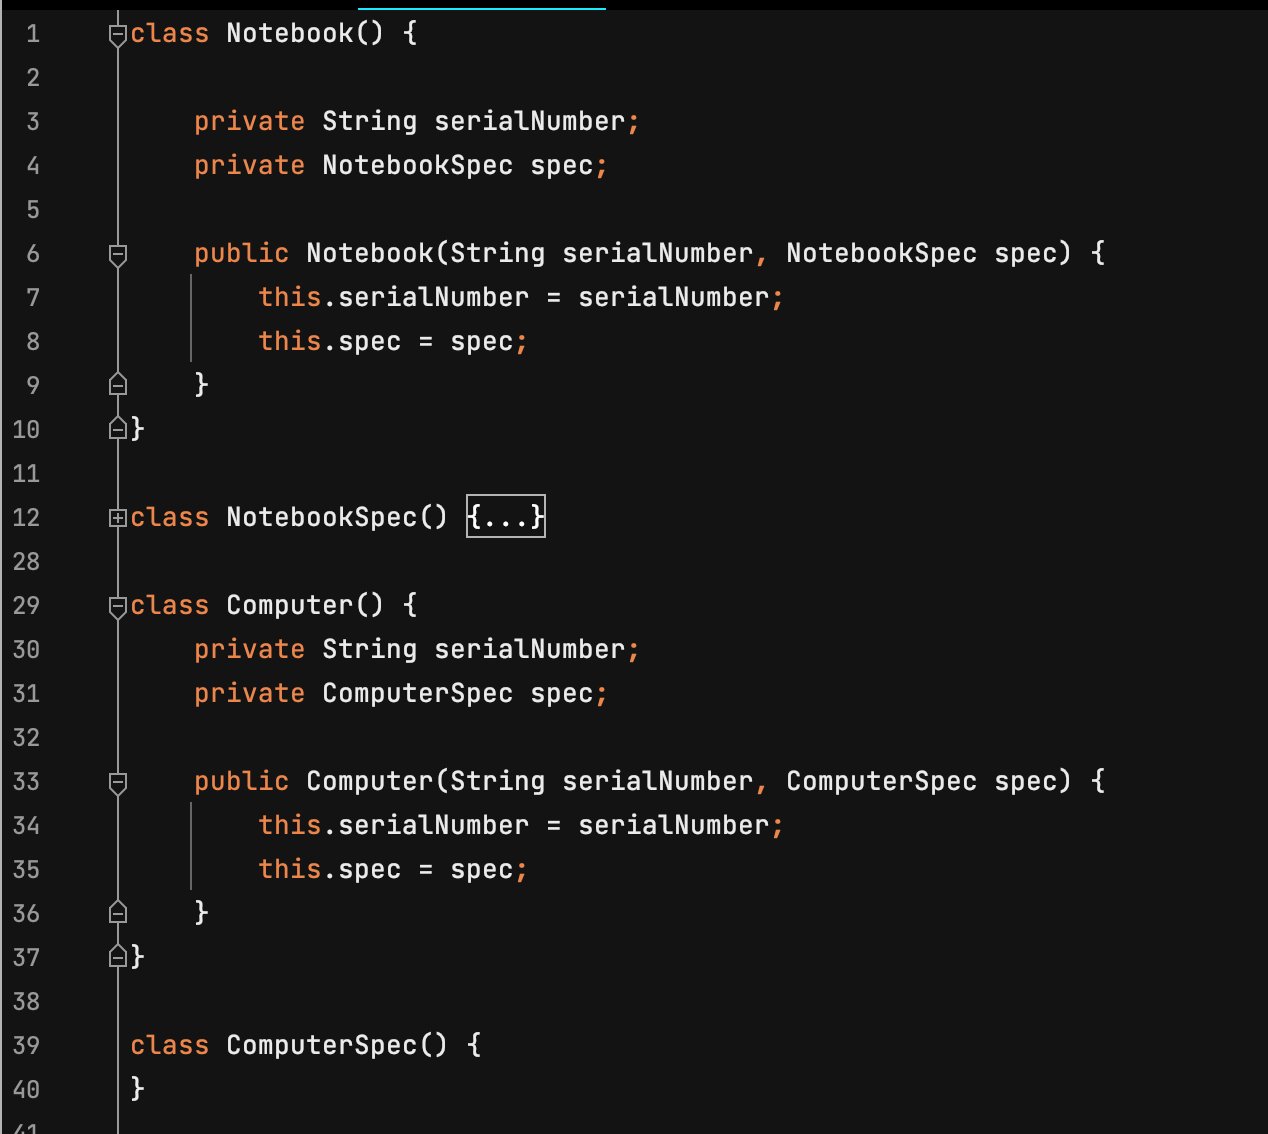 1 class Notebook() {
2
3 private String serialNumber;
4 private NotebookSpec spec;
5
6 public Notebook(String serialNumber, NotebookSpec spec) {
7 this.serialNumber = serialNumber;
8 this.spec = spec;
9 }
10 }
11
12 class NotebookSpec() {...}
28
29 class Computer() {
30 private String serialNumber;
31 private ComputerSpec spec;
32
33 public Computer(String serialNumber, ComputerSpec spec) {
34 this.serialNumber = serialNumber;
35 this.spec = spec;
36 }
37 }
38
39 class ComputerSpec() {
40 }
41